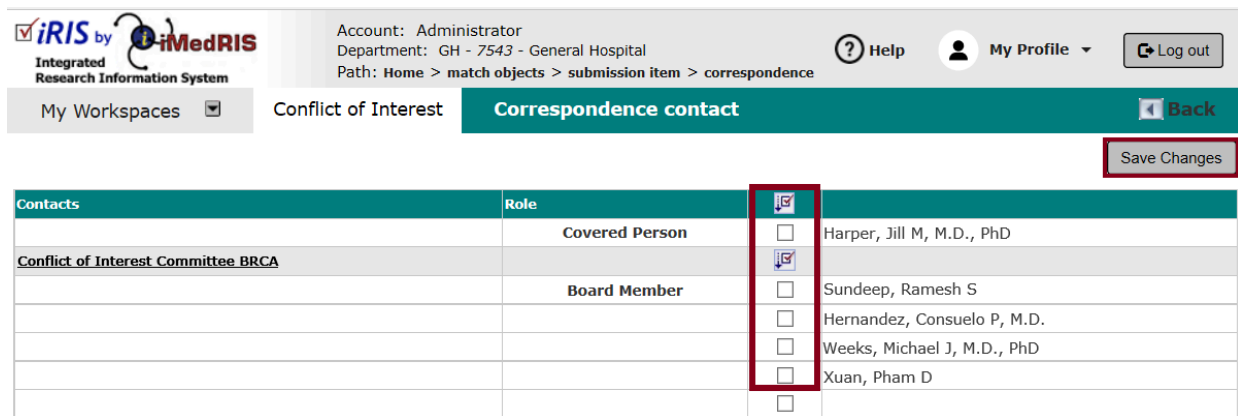 iRIS by iMedRIS
Integrated
Research Information System
Account: Administrator
Department: GH - 7543 - General Hospital
Path: Home > match objects > submission item > correspondence
Help
My Profile
Log out
My Workspaces
Conflict of Interest
Correspondence contact
Back
Save Changes
Contacts Role
Covered Person Harper, Jill M, M.D., PhD
Conflict of Interest Committee BRCA
Board Member Sundeep, Ramesh S
Hernandez, Consuelo P, M.D.
Weeks, Michael J, M.D., PhD
Xuan, Pham D